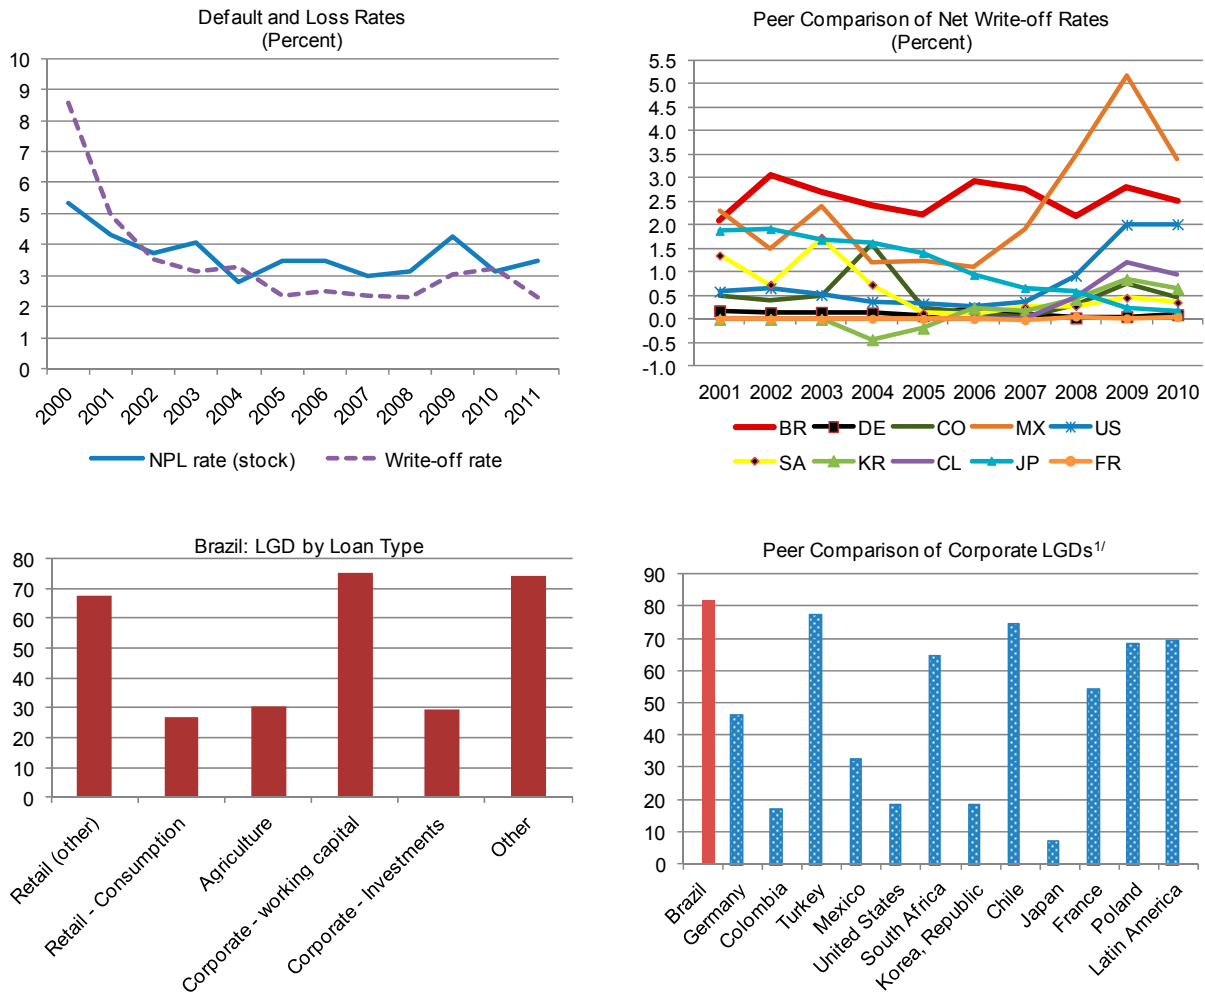 Default and Loss Rates
(Percent)
10
9
8
7
6
5
4
3
2
1
0
2000 2001 2002 2003 2004 2005 2006 2007 2008 2009 2010 2011
NPL rate (stock) Write-off rate
Peer Comparison of Net Write-off Rates
(Percent)
5.5
5.0
4.5
4.0
3.5
3.0
2.5
2.0
1.5
1.0
0.5
0.0
-0.5
-1.0
2001 2002 2003 2004 2005 2006 2007 2008 2009 2010
BR DE CO MX US
SA KR CL JP FR
Brazil: LGD by Loan Type
80
70
60
50
40
30
20
10
0
Retail (other)
Retail - Consumption
Agriculture
Corporate - working capital
Corporate - Investments
Other
Peer Comparison of Corporate LGDs1/
90
80
70
60
50
40
30
20
10
0
Brazil
Germany
Colombia
Turkey
Mexico
United States
South Africa
Korea, Republic
Chile
Japan
France
Poland
Latin America